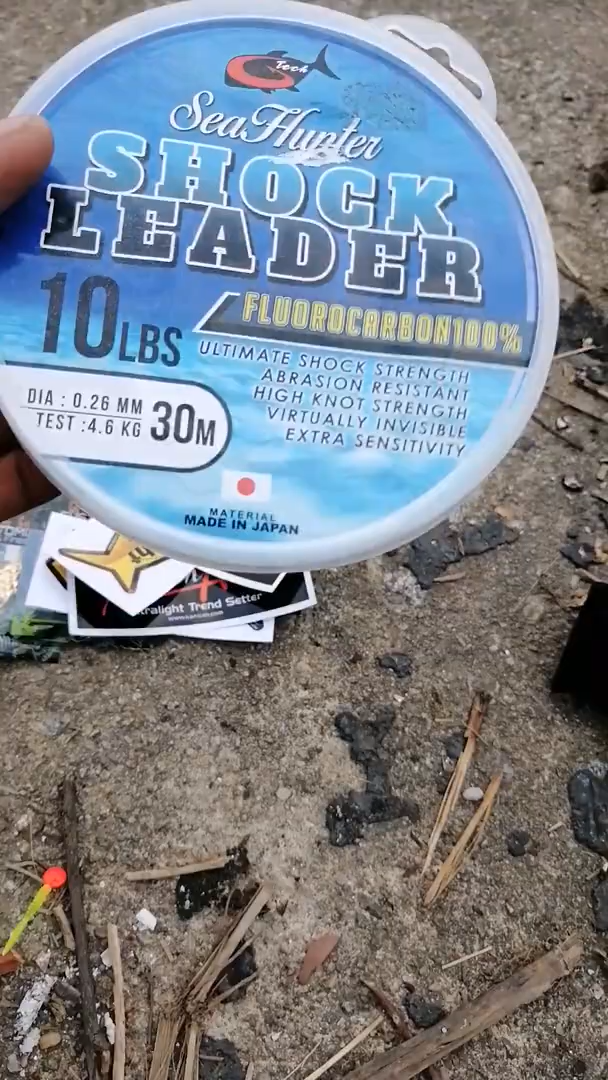 G Tech
SeaHunter
SHOCK
LEADER
10LBS
FLUOROCARBON100%
ULTIMATE SHOCK STRENGTH
ABRASION RESISTANT
HIGH KNOT STRENGTH
VIRTUALLY INVISIBLE
EXTRA SENSITIVITY
DIA : 0.26 MM
TEST :4.6 KG
30M
MATERIAL
MADE IN JAPAN
Trend Setter